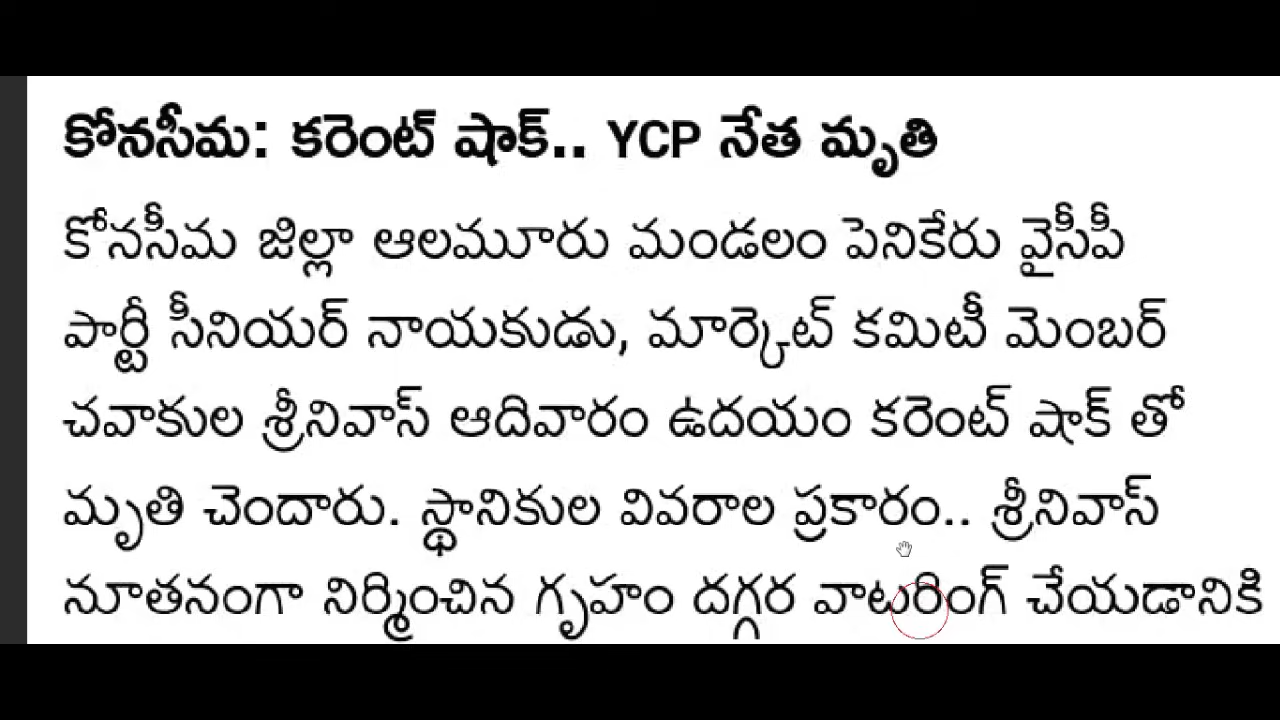 కోనసీమ: కరెంట్ షాక్.. YCP నేత మృతి
కోనసీమ జిల్లా ఆలమూరు మండలం పెనికేరు వైసీపీ
పార్టీ సీనియర్ నాయకుడు, మార్కెట్ కమిటీ మెంబర్
చవాకుల శ్రీనివాస్ ఆదివారం ఉదయం కరెంట్ షాక్ తో
మృతి చెందారు. స్థానికుల వివరాల ప్రకారం.. శ్రీనివాస్
నూతనంగా నిర్మించిన గృహం దగ్గర వాటరింగ్ చేయడానికి